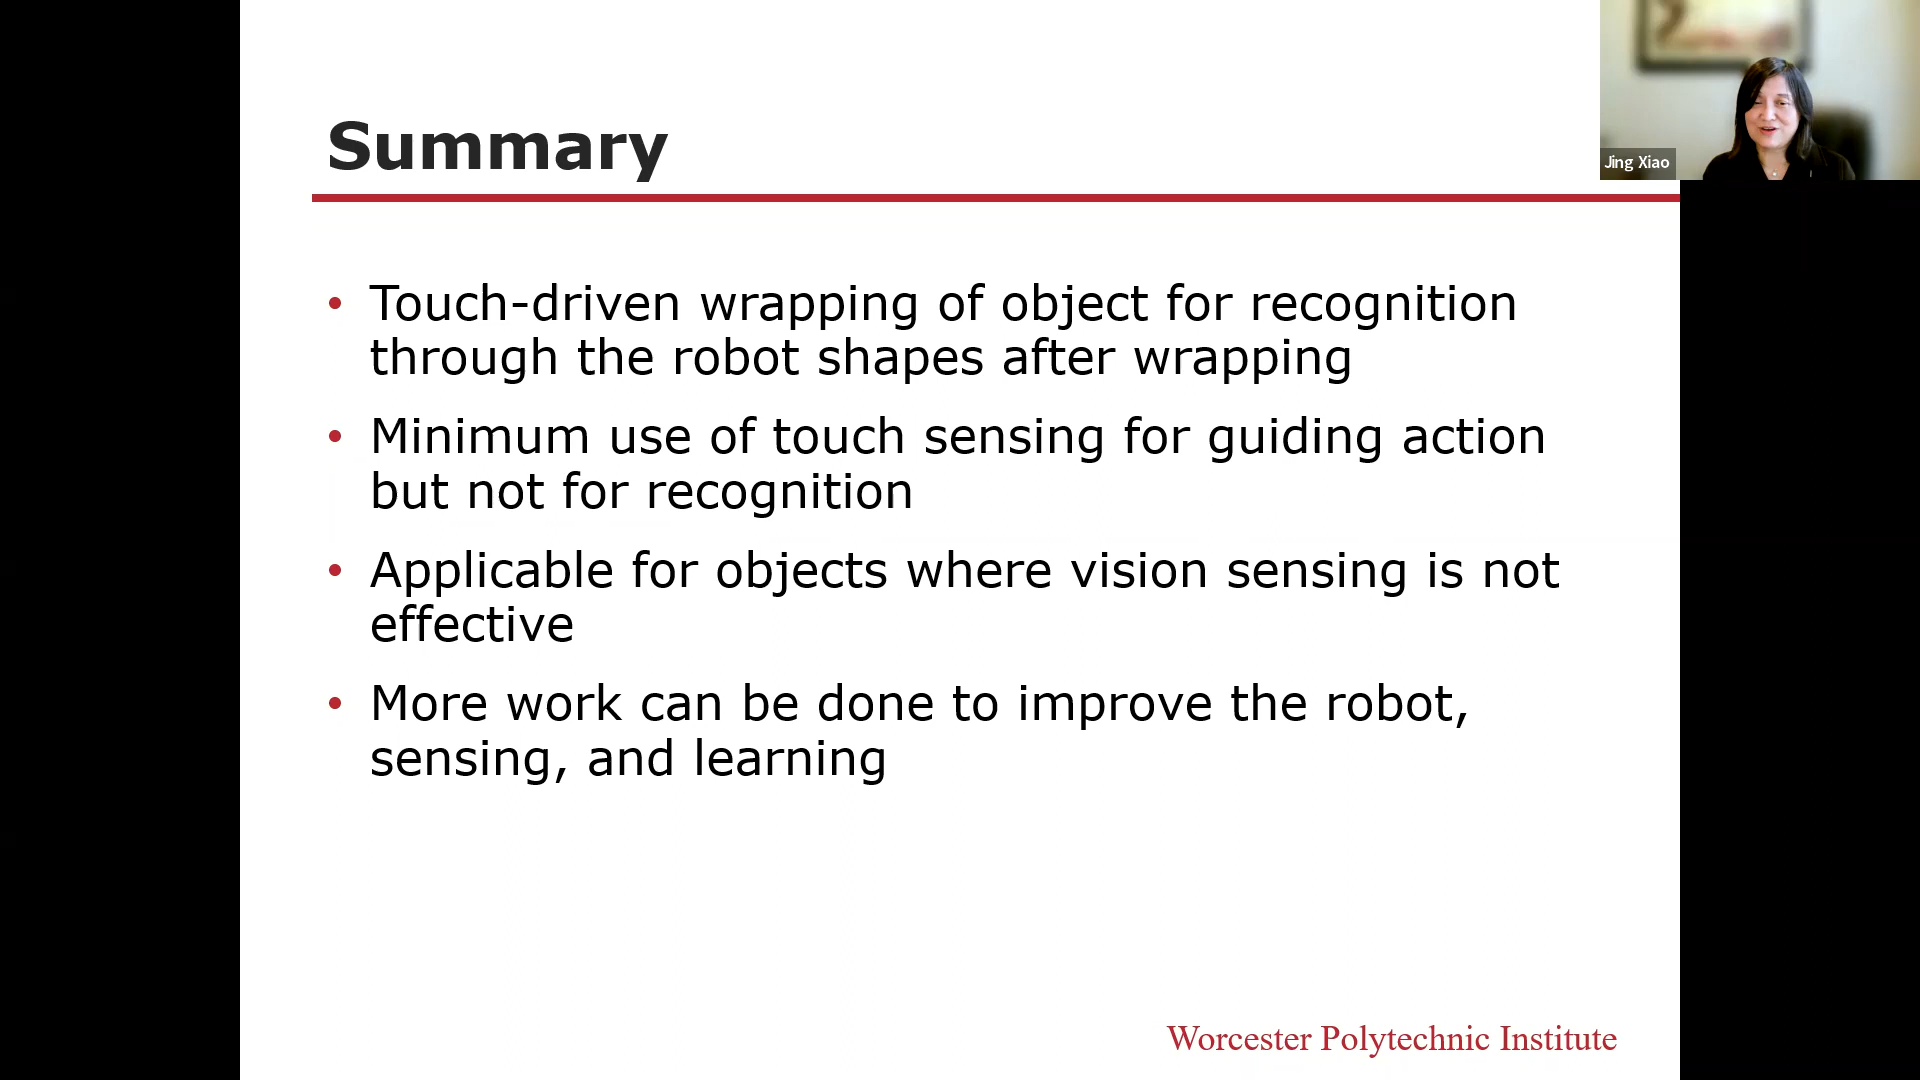 Summary
Jing Xiao
• Touch-driven wrapping of object for recognition
through the robot shapes after wrapping
• Minimum use of touch sensing for guiding action
but not for recognition
• Applicable for objects where vision sensing is not
effective
• More work can be done to improve the robot,
sensing, and learning
Worcester Polytechnic Institute